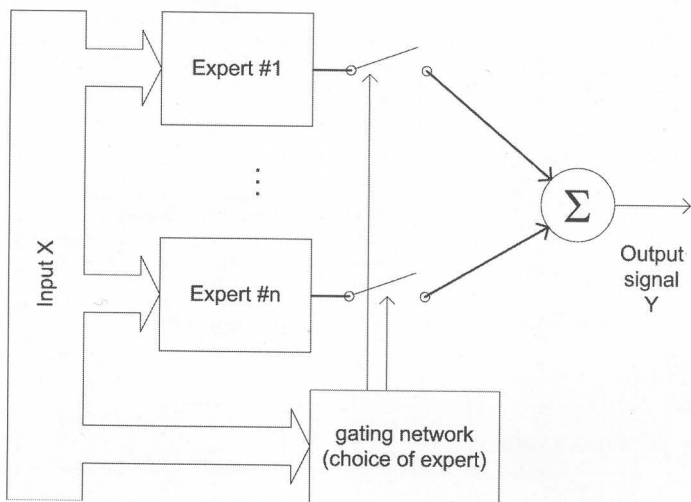 Input X
Expert #1
...
Expert #n
gating network
(choice of expert)
Σ
Output
signal
Y